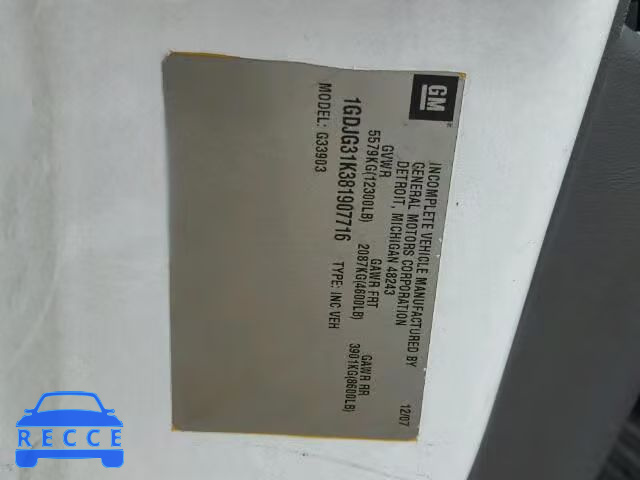 GM
INCOMPLETE VEHICLE MANUFACTURED BY
GENERAL MOTORS CORPORATION
DETROIT, MICHIGAN 48243
12/07
GVWR GAWR FRT GAWR RR
5579KG(12300LB) 2087KG(4600LB) 3901KG(8600LB)
1GDJG31K381907716 TYPE: INC VEH
MODEL: G33903
RECCE